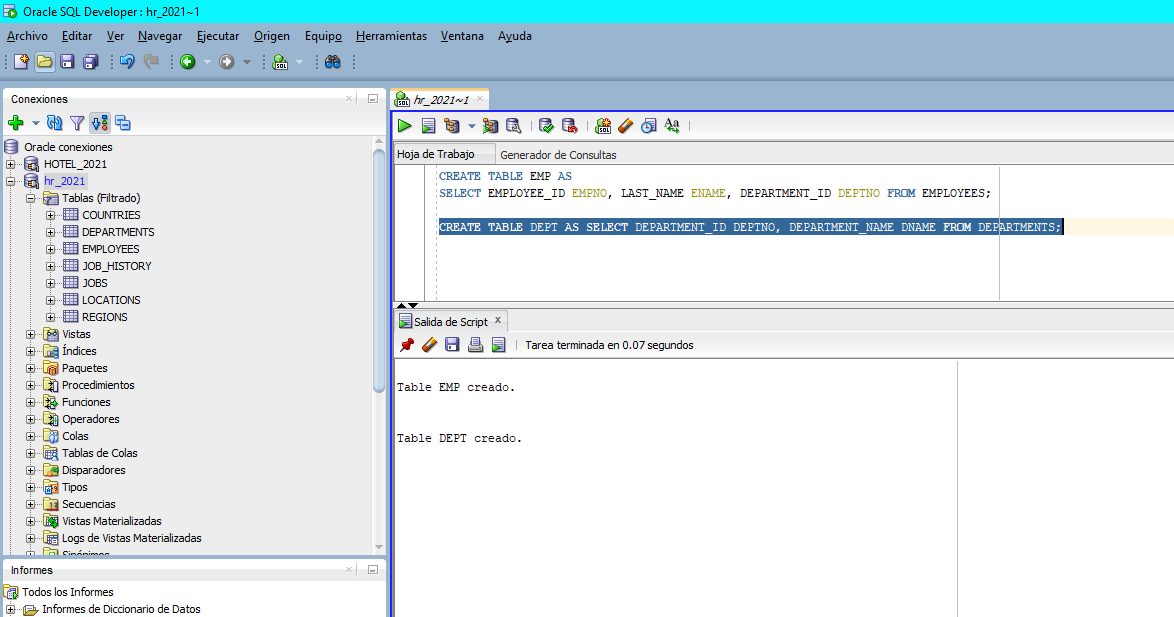 Oracle SQL Developer : hr_2021~1
Archivo Editar Ver Navegar Ejecutar Origen Equipo Herramientas Ventana Ayuda
Conexiones
Oracle conexiones
HOTEL_2021
hr_2021
Tablas (Filtrado)
COUNTRIES
DEPARTMENTS
EMPLOYEES
JOB_HISTORY
JOBS
LOCATIONS
REGIONS
Vistas
Índices
Paquetes
Procedimientos
Funciones
Operadores
Colas
Tablas de Colas
Disparadores
Tipos
Secuencias
Vistas Materializadas
Logs de Vistas Materializadas
Sinónimos
Informes
Todos los Informes
Informes de Diccionario de Datos
hr_2021~1
Hoja de Trabajo Generador de Consultas
CREATE TABLE EMP AS
SELECT EMPLOYEE_ID EMPNO, LAST_NAME ENAME, DEPARTMENT_ID DEPTNO FROM EMPLOYEES;
CREATE TABLE DEPT AS SELECT DEPARTMENT_ID DEPTNO, DEPARTMENT_NAME DNAME FROM DEPARTMENTS;
Salida de Script
Tarea terminada en 0.07 segundos
Table EMP creado.
Table DEPT creado.